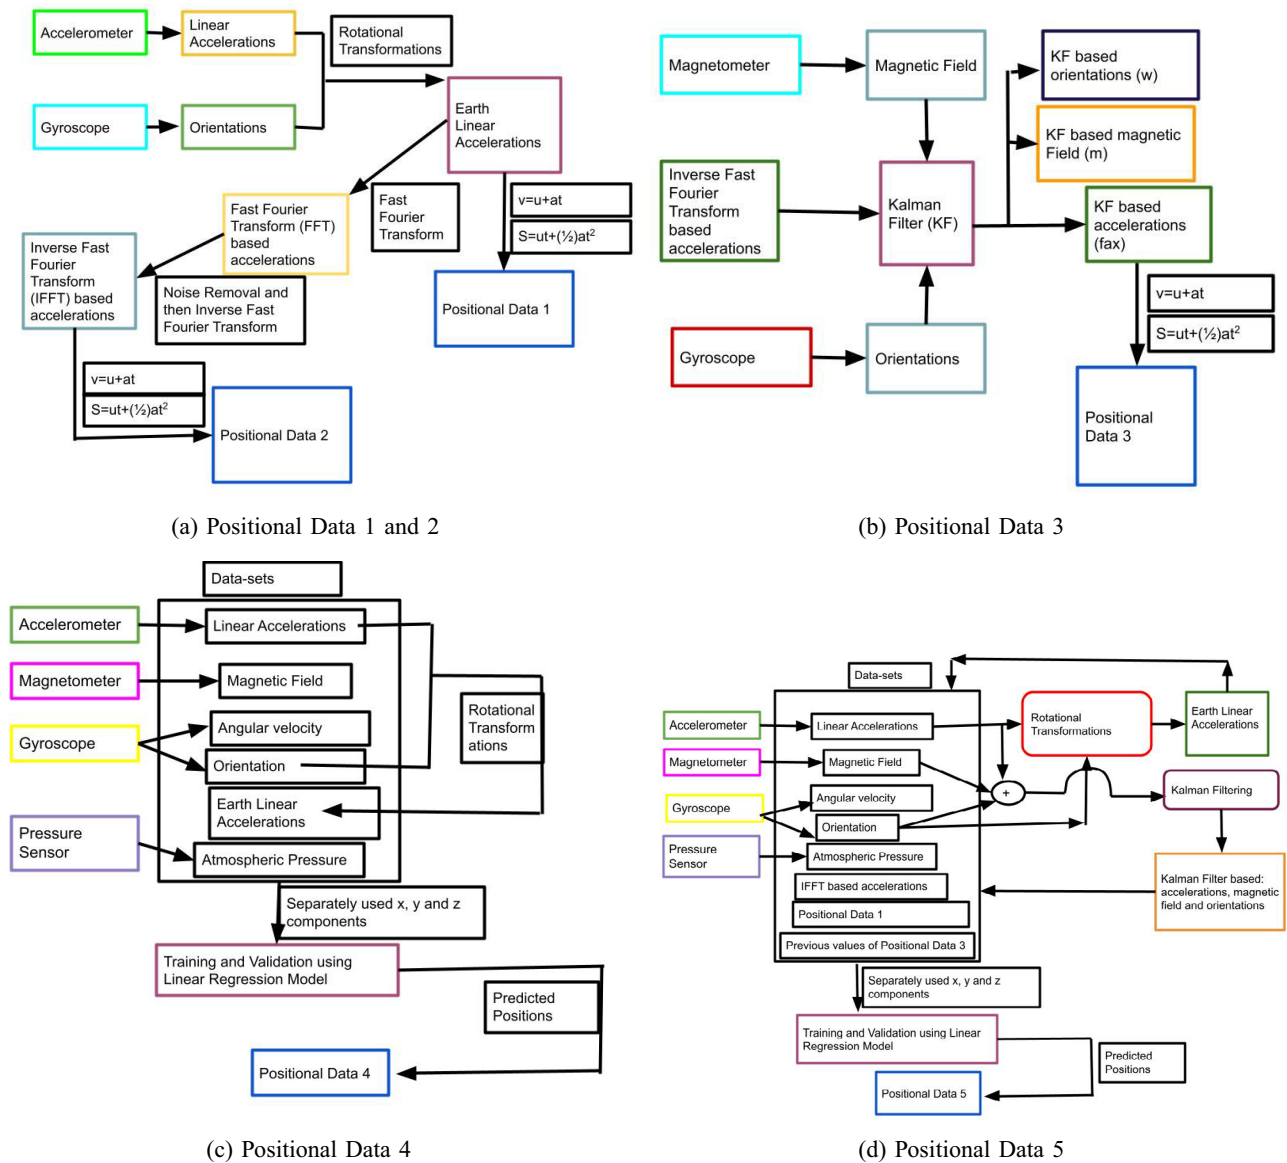 Accelerometer
Linear
Accelerations
Rotational
Transformations
Gyroscope
Orientations
Earth
Linear
Accelerations
Fast Fourier
Transform (FFT)
based
accelerations
Fast
Fourier
Transform
v=u+at
S=ut+(½)at²
Inverse Fast
Fourier
Transform
(IFFT) based
accelerations
Noise Removal and
then Inverse Fast
Fourier Transform
Positional Data 1
v=u+at
S=ut+(½)at²
Positional Data 2
(a) Positional Data 1 and 2
Magnetometer
Magnetic Field
KF based
orientations (w)
KF based magnetic
Field (m)
Inverse Fast
Fourier
Transform
based
accelerations
Kalman
Filter (KF)
KF based
accelerations
(fax)
v=u+at
S=ut+(½)at²
Gyroscope
Orientations
Positional
Data 3
(b) Positional Data 3
Data-sets
Accelerometer
Linear Accelerations
Magnetometer
Magnetic Field
Rotational
Transform
ations
Gyroscope
Angular velocity
Orientation
Earth Linear
Accelerations
Pressure
Sensor
Atmospheric Pressure
Separately used x, y and z
components
Training and Validation using
Linear Regression Model
Predicted
Positions
Positional Data 4
(c) Positional Data 4
Data-sets
Accelerometer
Linear Accelerations
Rotational
Transformations
Earth Linear
Accelerations
Magnetometer
Magnetic Field
Gyroscope
Angular velocity
+
Kalman Filtering
Orientation
Pressure
Sensor
Atmospheric Pressure
IFFT based accelerations
Kalman Filter based:
accelerations, magnetic
field and orientations
Positional Data 1
Previous values of Positional Data 3
Separately used x, y and z
components
Training and Validation using Linear
Regression Model
Predicted
Positions
Positional Data 5
(d) Positional Data 5